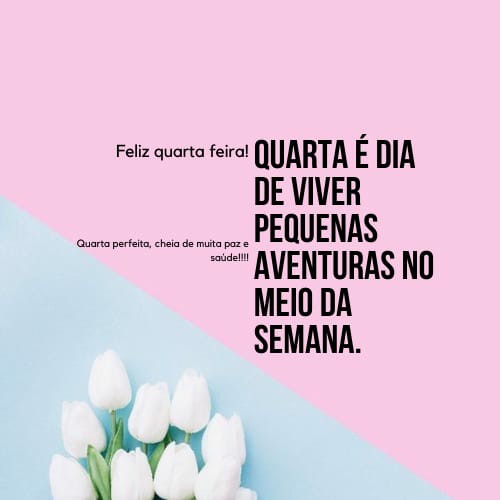 Feliz quarta feira!
Quarta perfeita, cheia de muita paz e
saúde!!!!
QUARTA É DIA
DE VIVER
PEQUENAS
AVENTURAS NO
MEIO DA
SEMANA.